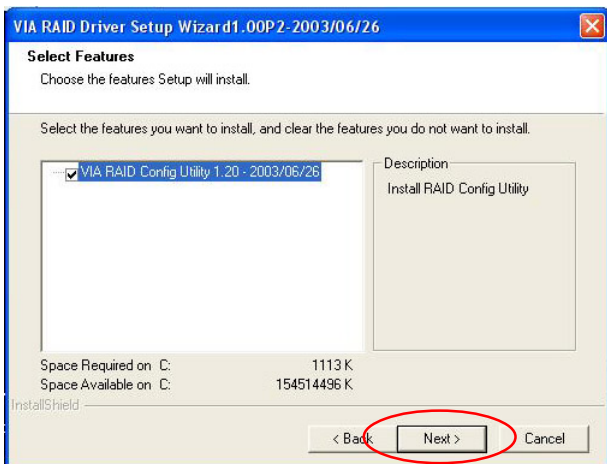 VIA RAID Driver Setup Wizard1.00P2-2003/06/26
Select Features
Choose the features Setup will install.
Select the features you want to install, and clear the features you do not want to install.
VIA RAID Config Utility 1.20 - 2003/06/26
Description
Install RAID Config Utility
Space Required on C: 1113 K
Space Available on C: 154514496 K
InstallShield
< Back Next > Cancel